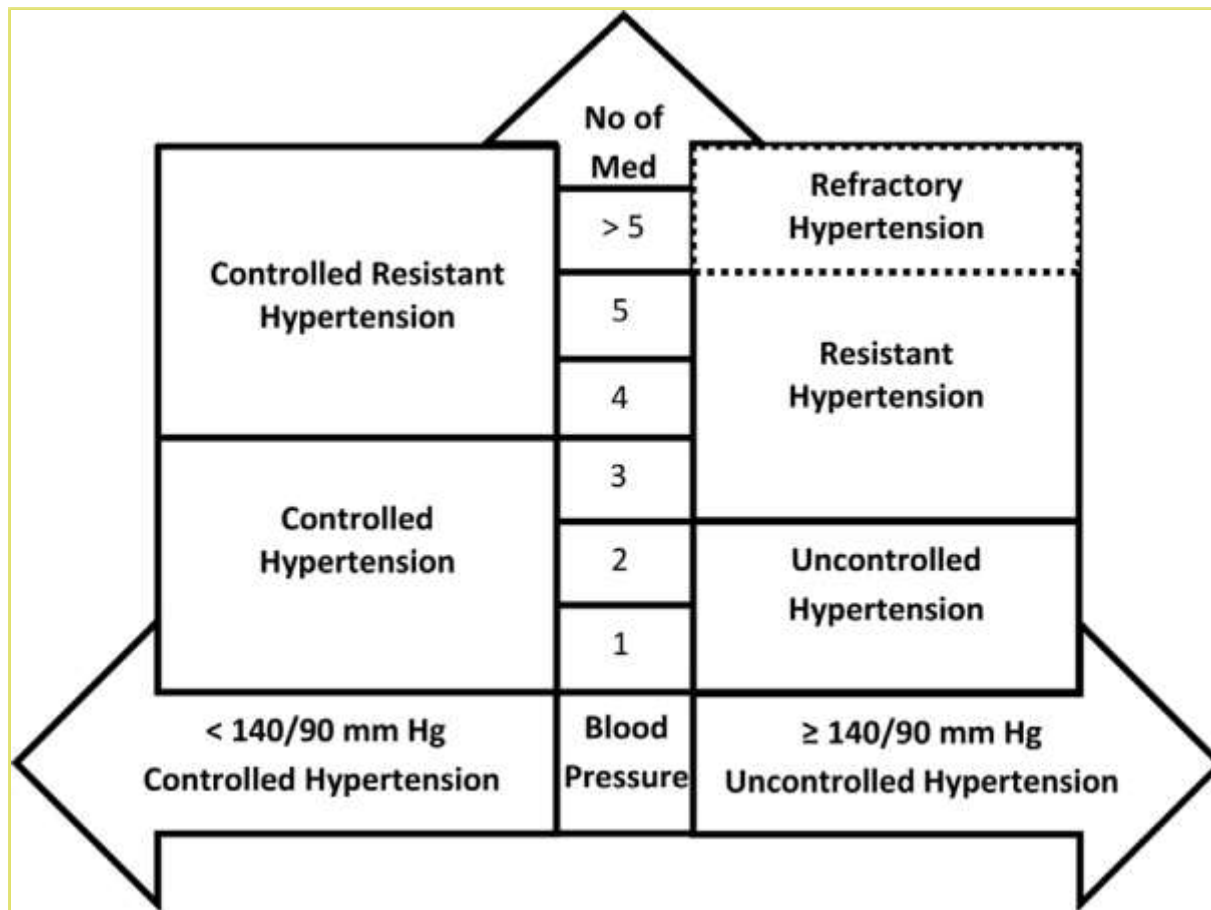 No of
Med
> 5
5
4
3
2
1
Controlled Resistant
Hypertension
Controlled
Hypertension
Refractory
Hypertension
Resistant
Hypertension
Uncontrolled
Hypertension
< 140/90 mm Hg
Controlled Hypertension
Blood
Pressure
≥ 140/90 mm Hg
Uncontrolled Hypertension